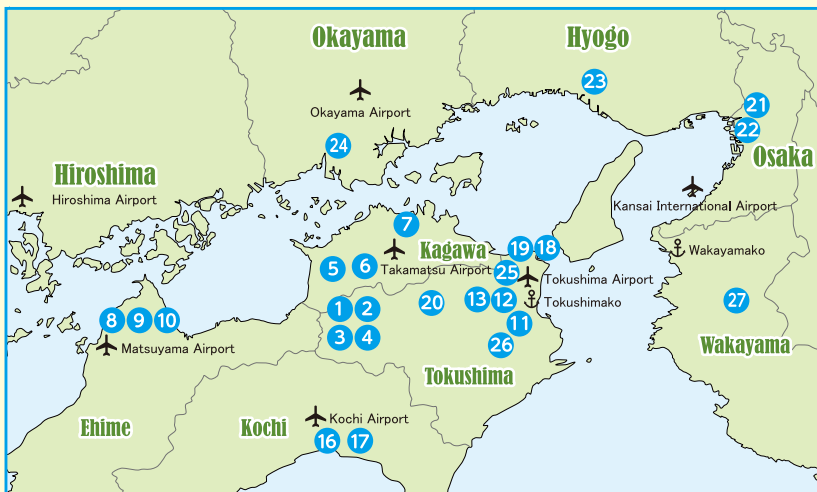 Okayama
Hyogo
23
Okayama Airport
21
22
24
Osaka
Hiroshima
Hiroshima Airport
Kansai International Airport
7
Kagawa
19 18
Wakayamako
5 6
Takamatsu Airport
25
Tokushima Airport
1 2
20
13 12
Tokushimako
27
8 9 10
11
3 4
Matsuyama Airport
26
Wakayama
Tokushima
Ehime
Kochi
Kochi Airport
16 17